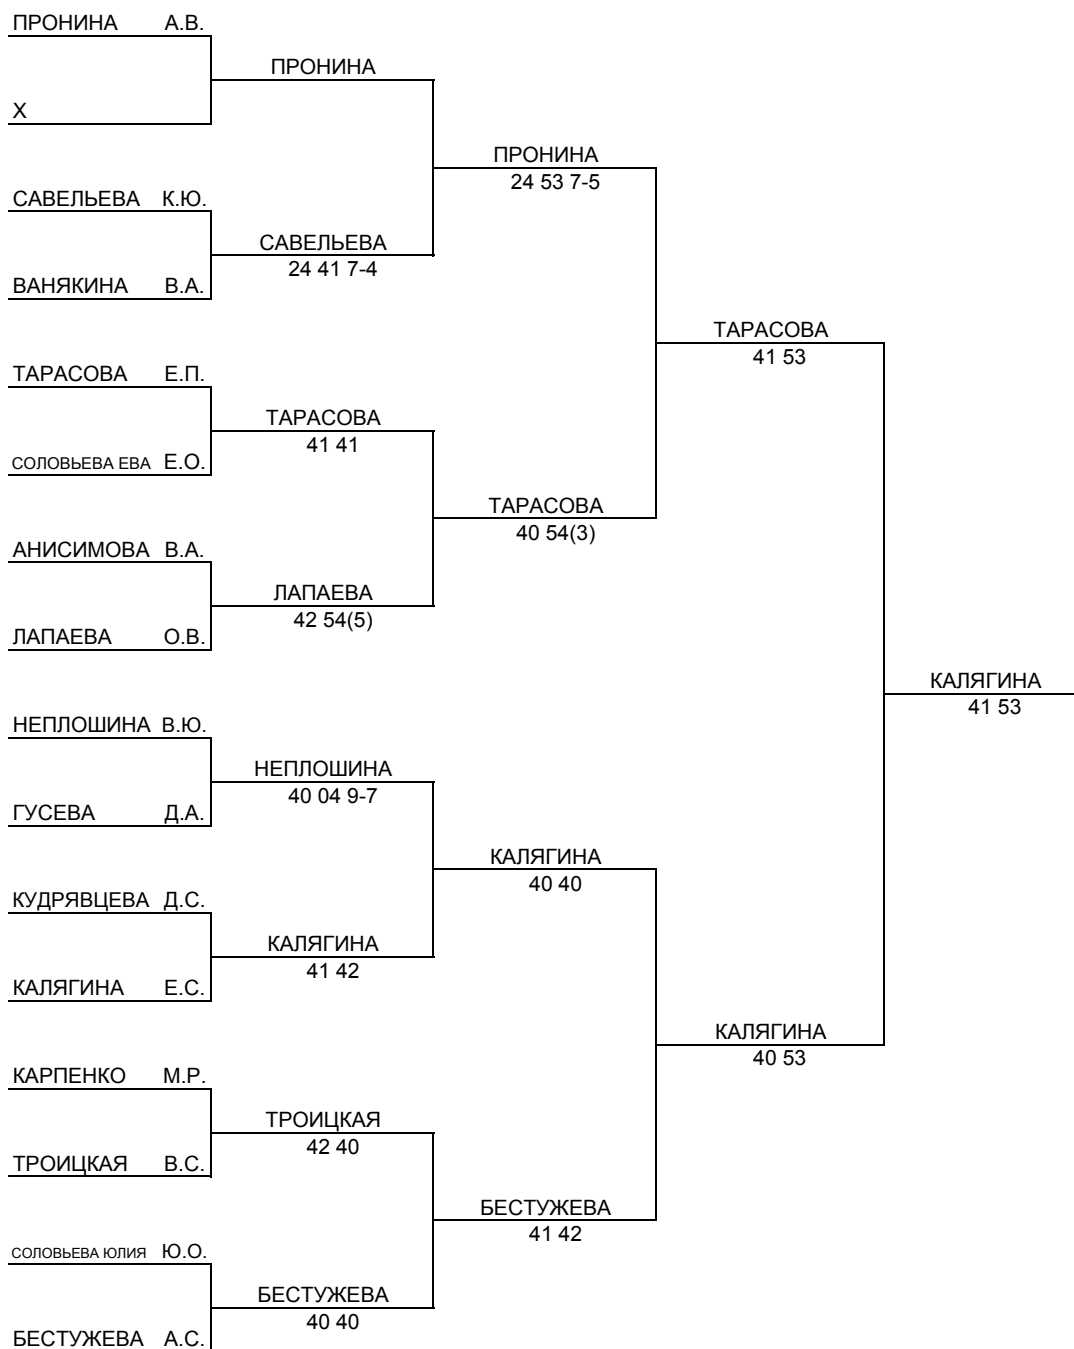 ПРОНИНА А.В.
ПРОНИНА
X
ПРОНИНА
24 53 7-5
САВЕЛЬЕВА К.Ю.
САВЕЛЬЕВА
24 41 7-4
ВАНЯКИНА В.А.
ТАРАСОВА
41 53
ТАРАСОВА Е.П.
ТАРАСОВА
41 41
СОЛОВЬЕВА ЕВА Е.О.
ТАРАСОВА
40 54(3)
АНИСИМОВА В.А.
ЛАПАЕВА
42 54(5)
ЛАПАЕВА О.В.
КАЛЯГИНА
41 53
НЕПЛОШИНА В.Ю.
НЕПЛОШИНА
40 04 9-7
ГУСЕВА Д.А.
КАЛЯГИНА
40 40
КУДРЯВЦЕВА Д.С.
КАЛЯГИНА
41 42
КАЛЯГИНА Е.С.
КАЛЯГИНА
40 53
КАРПЕНКО М.Р.
ТРОИЦКАЯ
42 40
ТРОИЦКАЯ В.С.
БЕСТУЖЕВА
41 42
СОЛОВЬЕВА ЮЛИЯ Ю.О.
БЕСТУЖЕВА
40 40
БЕСТУЖЕВА А.С.